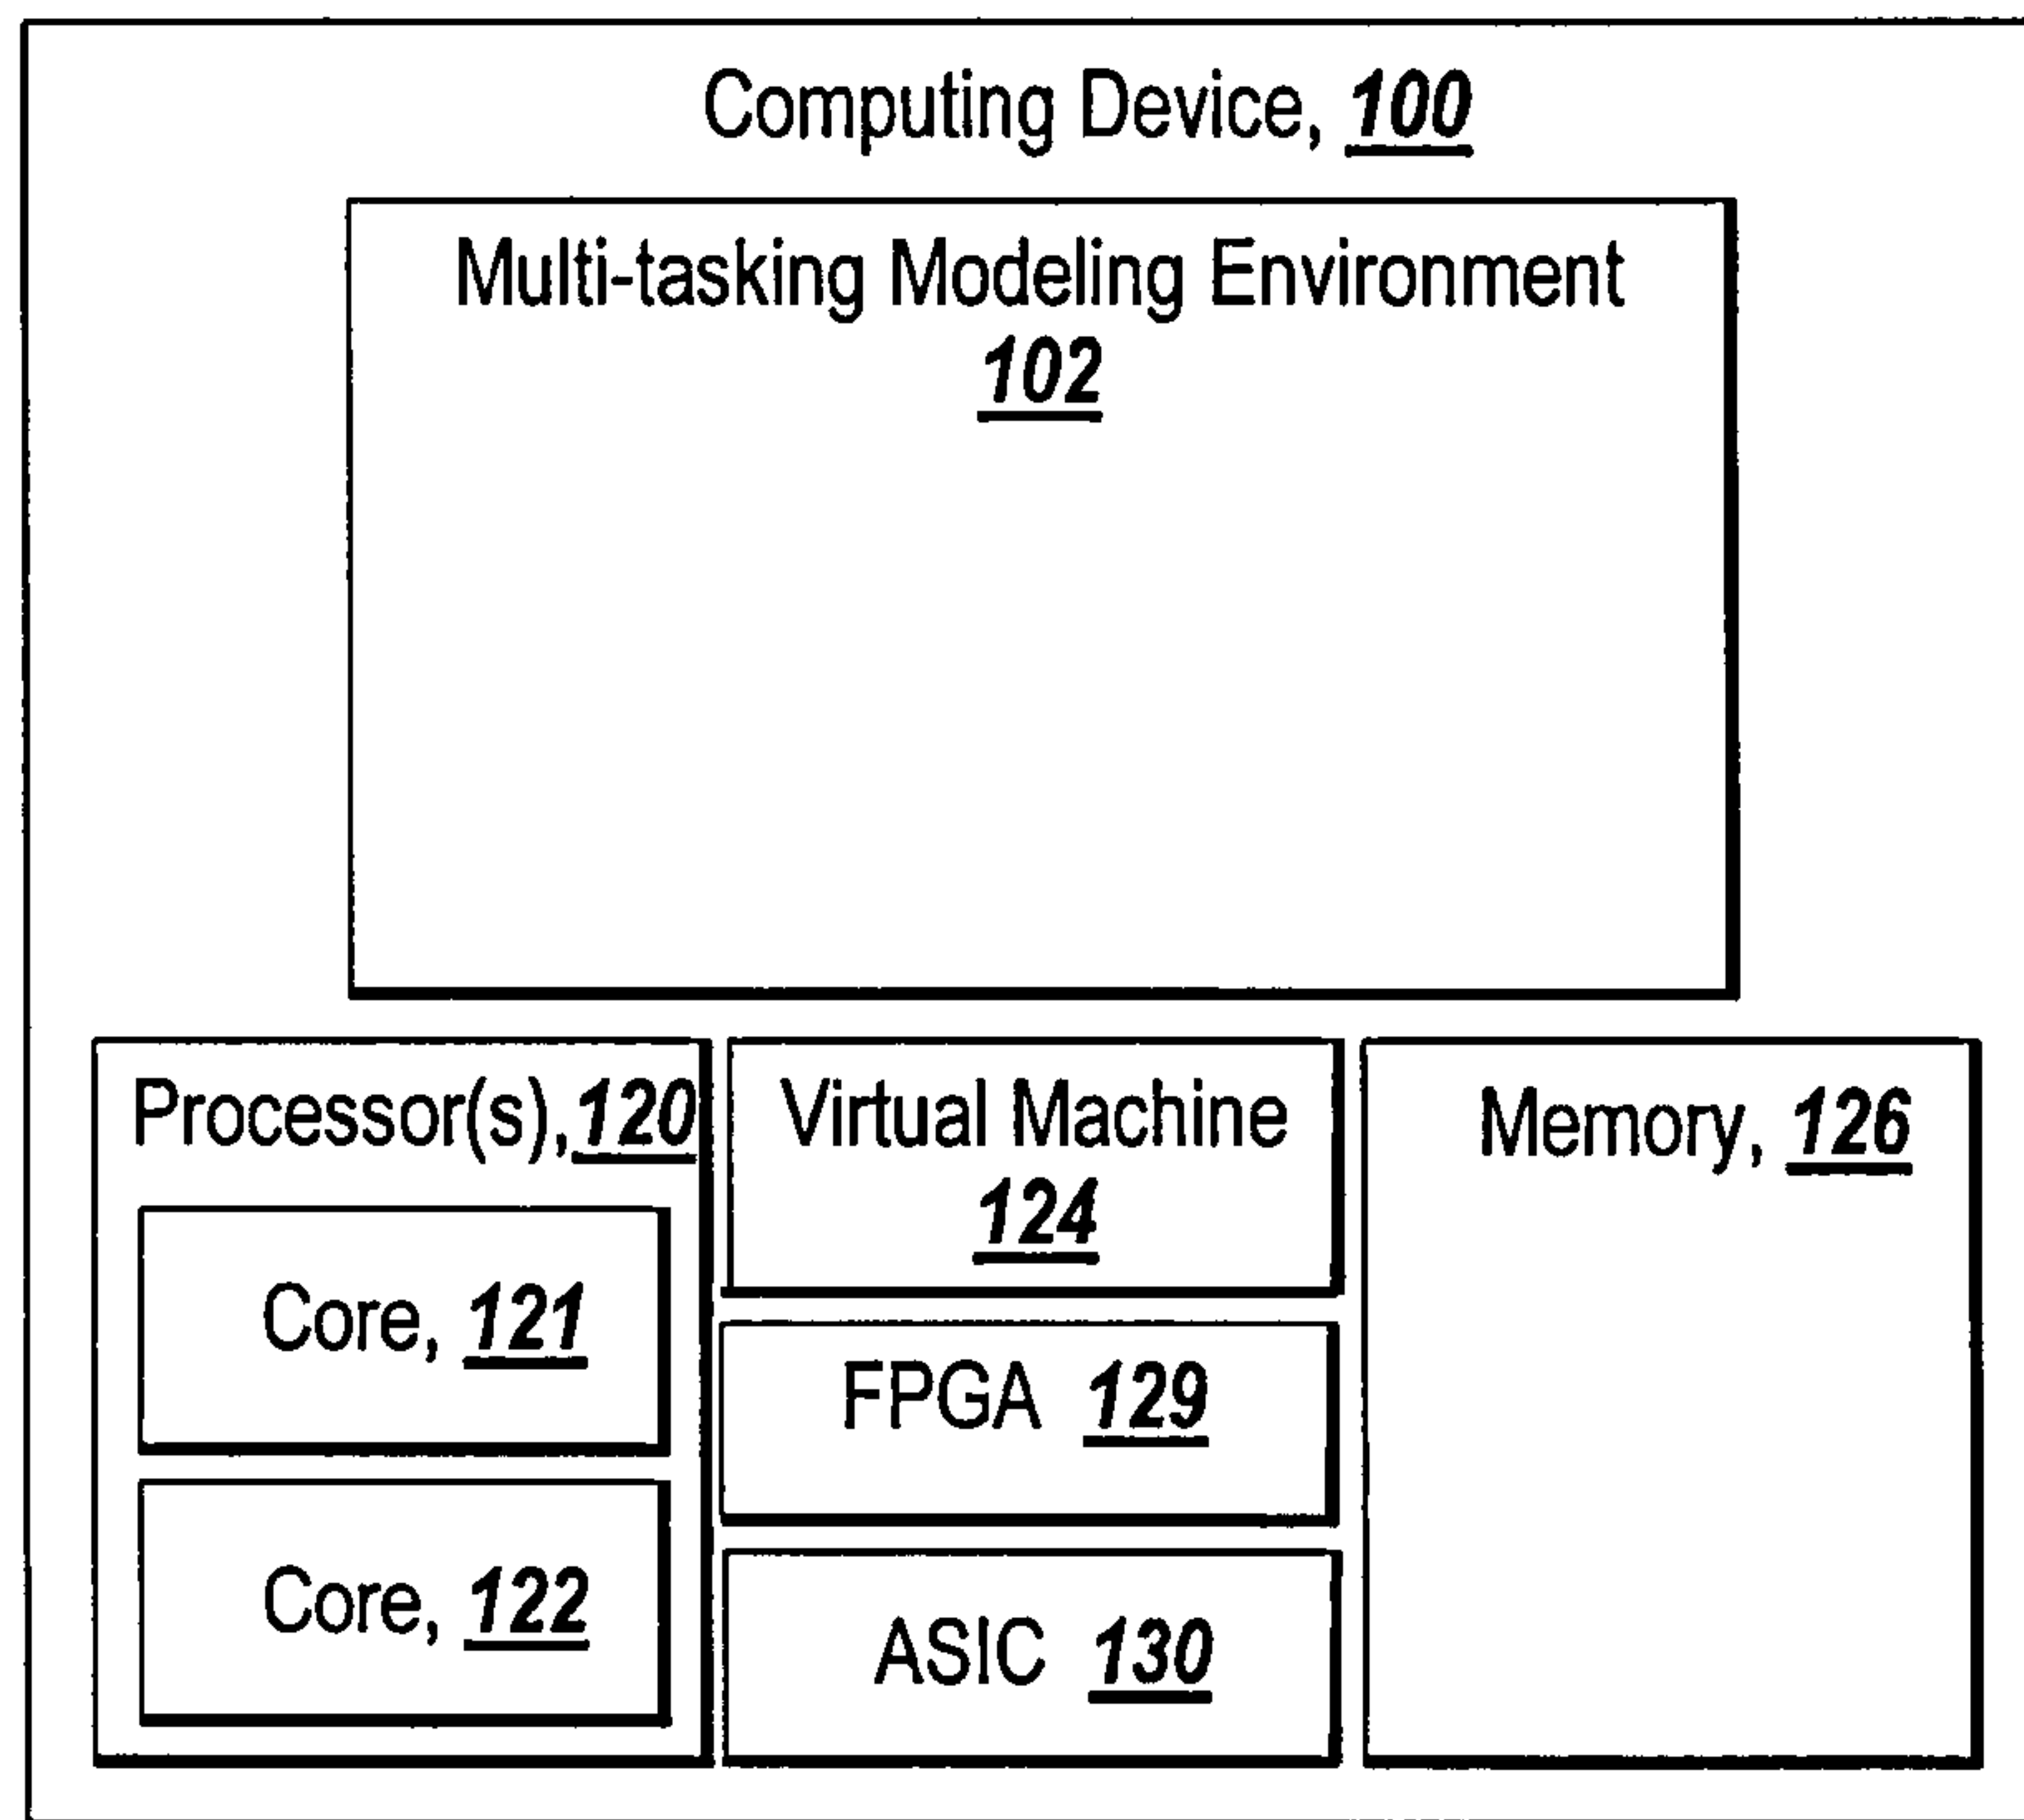 Computing Device, 100
Multi-tasking Modeling Environment
102
Processor(s), 120
Core, 121
Core, 122
Virtual Machine
124
FPGA 129
ASIC 130
Memory, 126